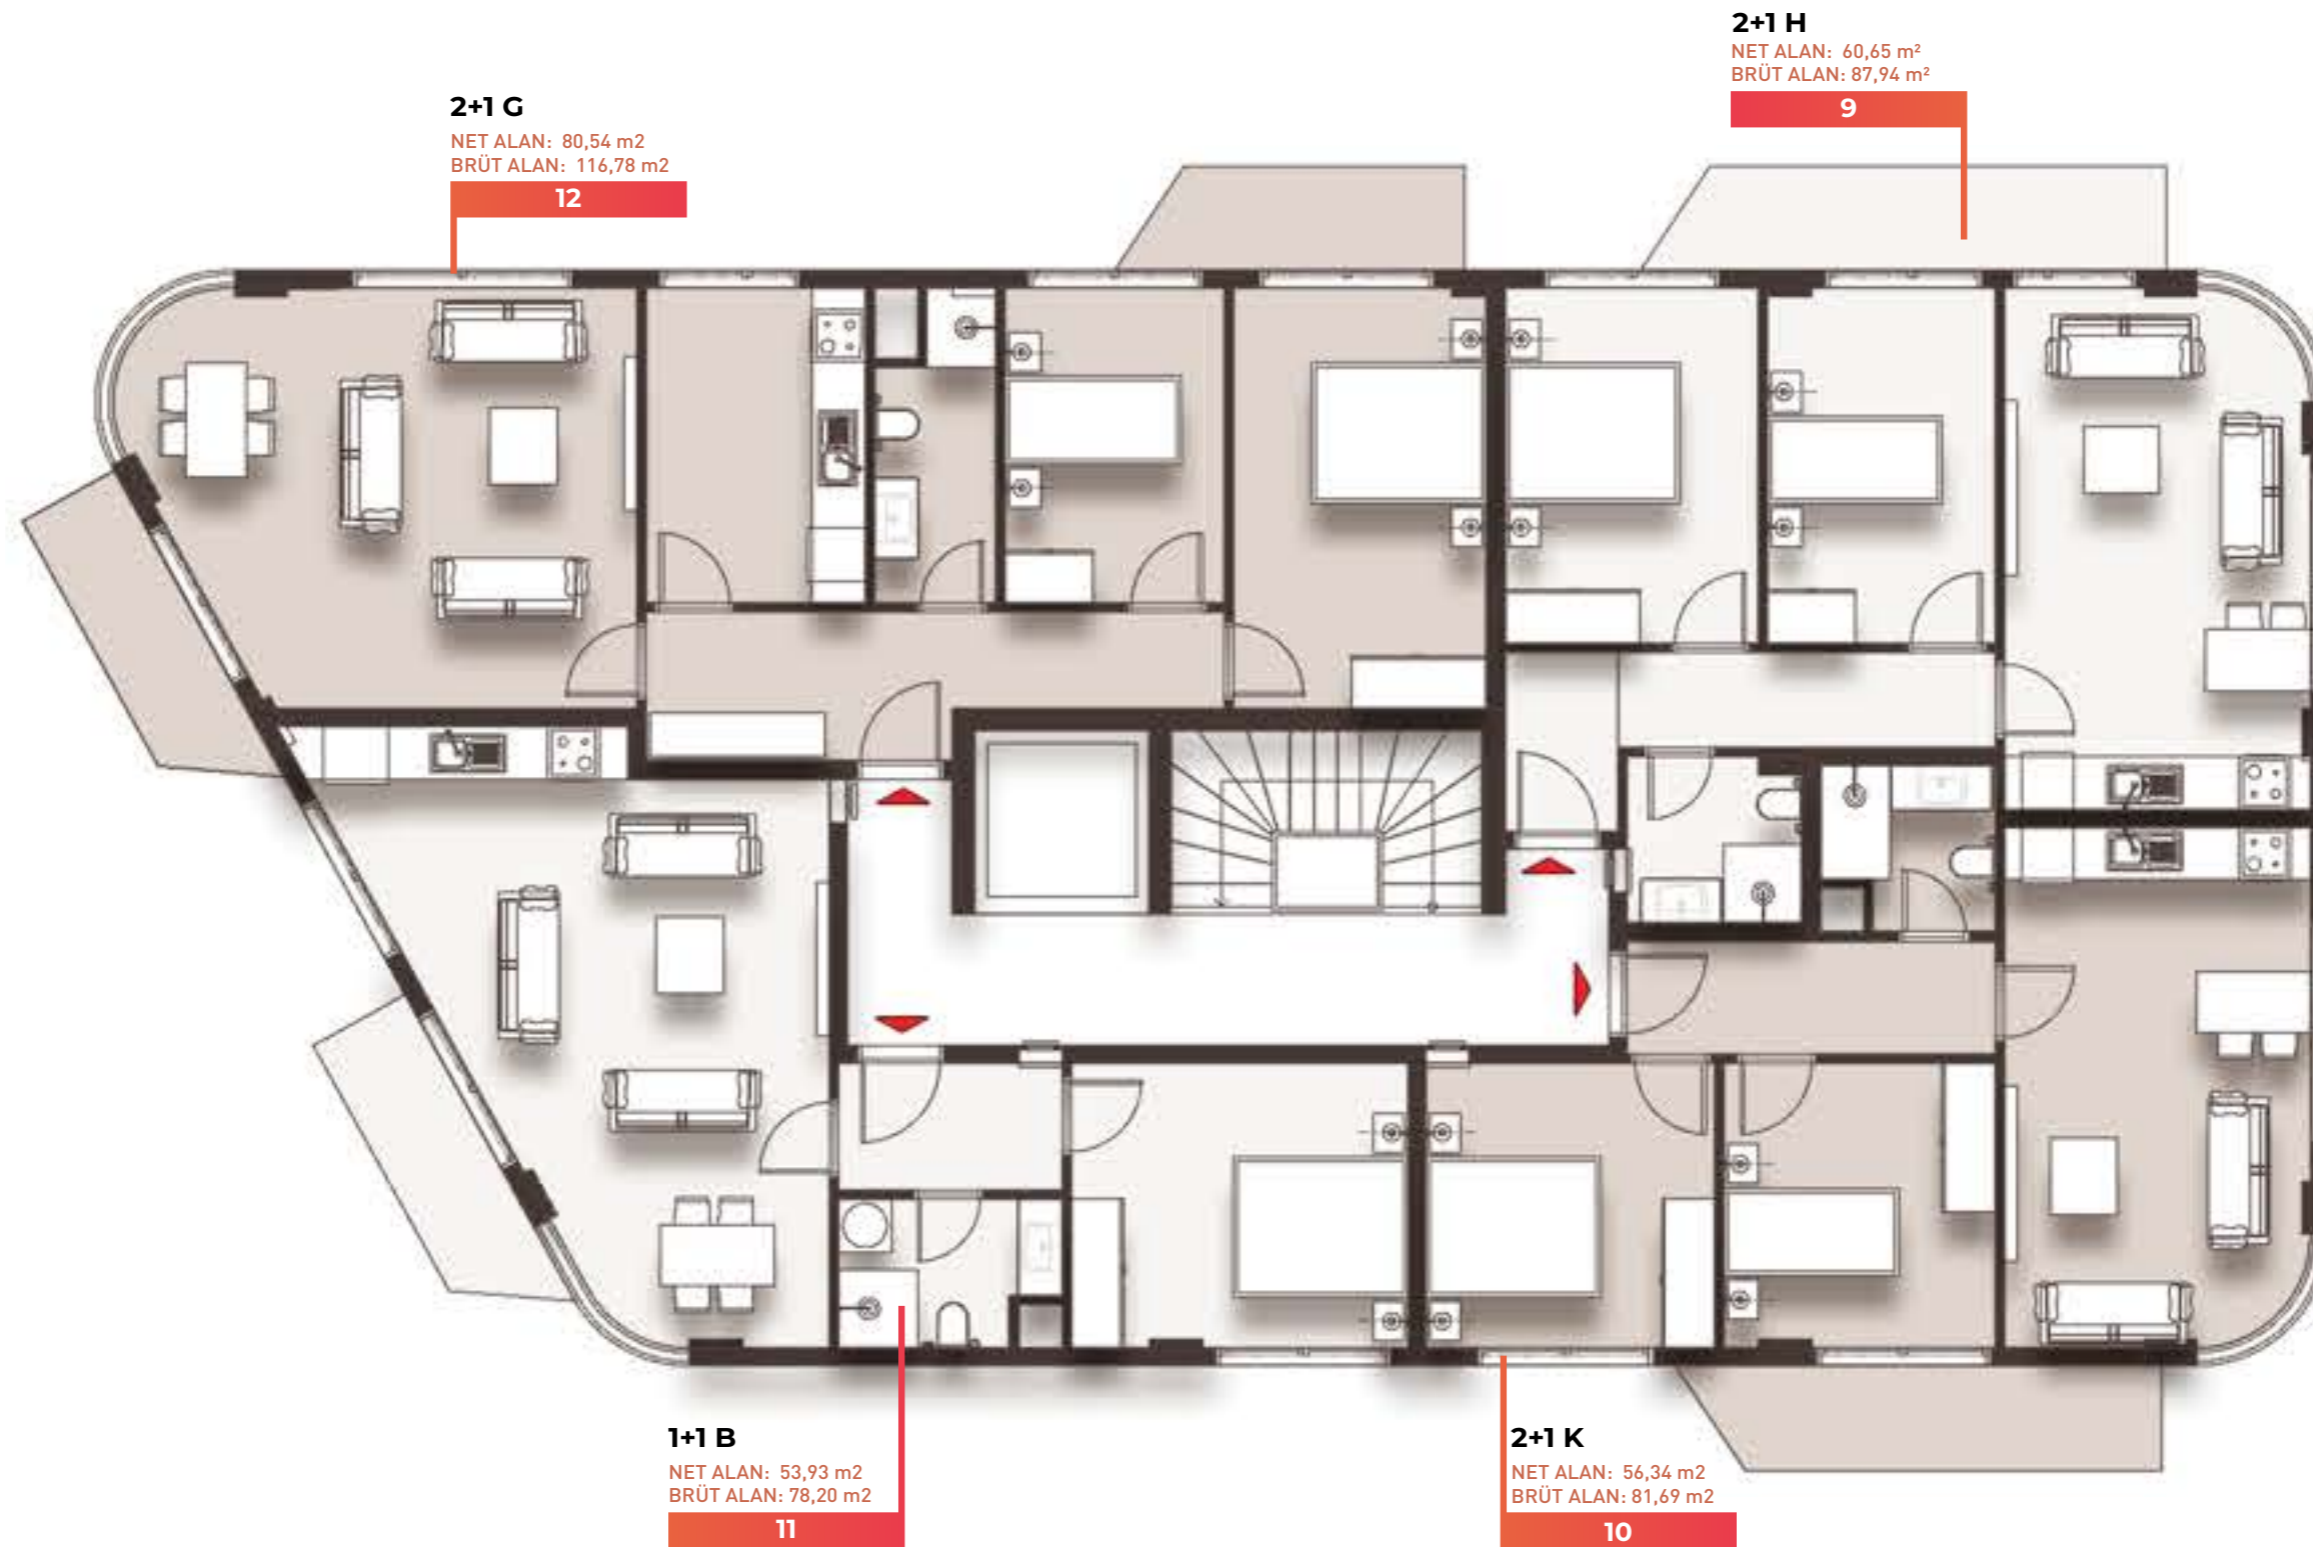 2+1 H
NET ALAN: 60,65 m²
BRÜT ALAN: 87,94 m²
9
2+1 G
NET ALAN: 80,54 m2
BRÜT ALAN: 116,78 m2
12
1+1 B
NET ALAN: 53,93 m2
BRÜT ALAN: 78,20 m2
11
2+1 K
NET ALAN: 56,34 m2
BRÜT ALAN: 81,69 m2
10